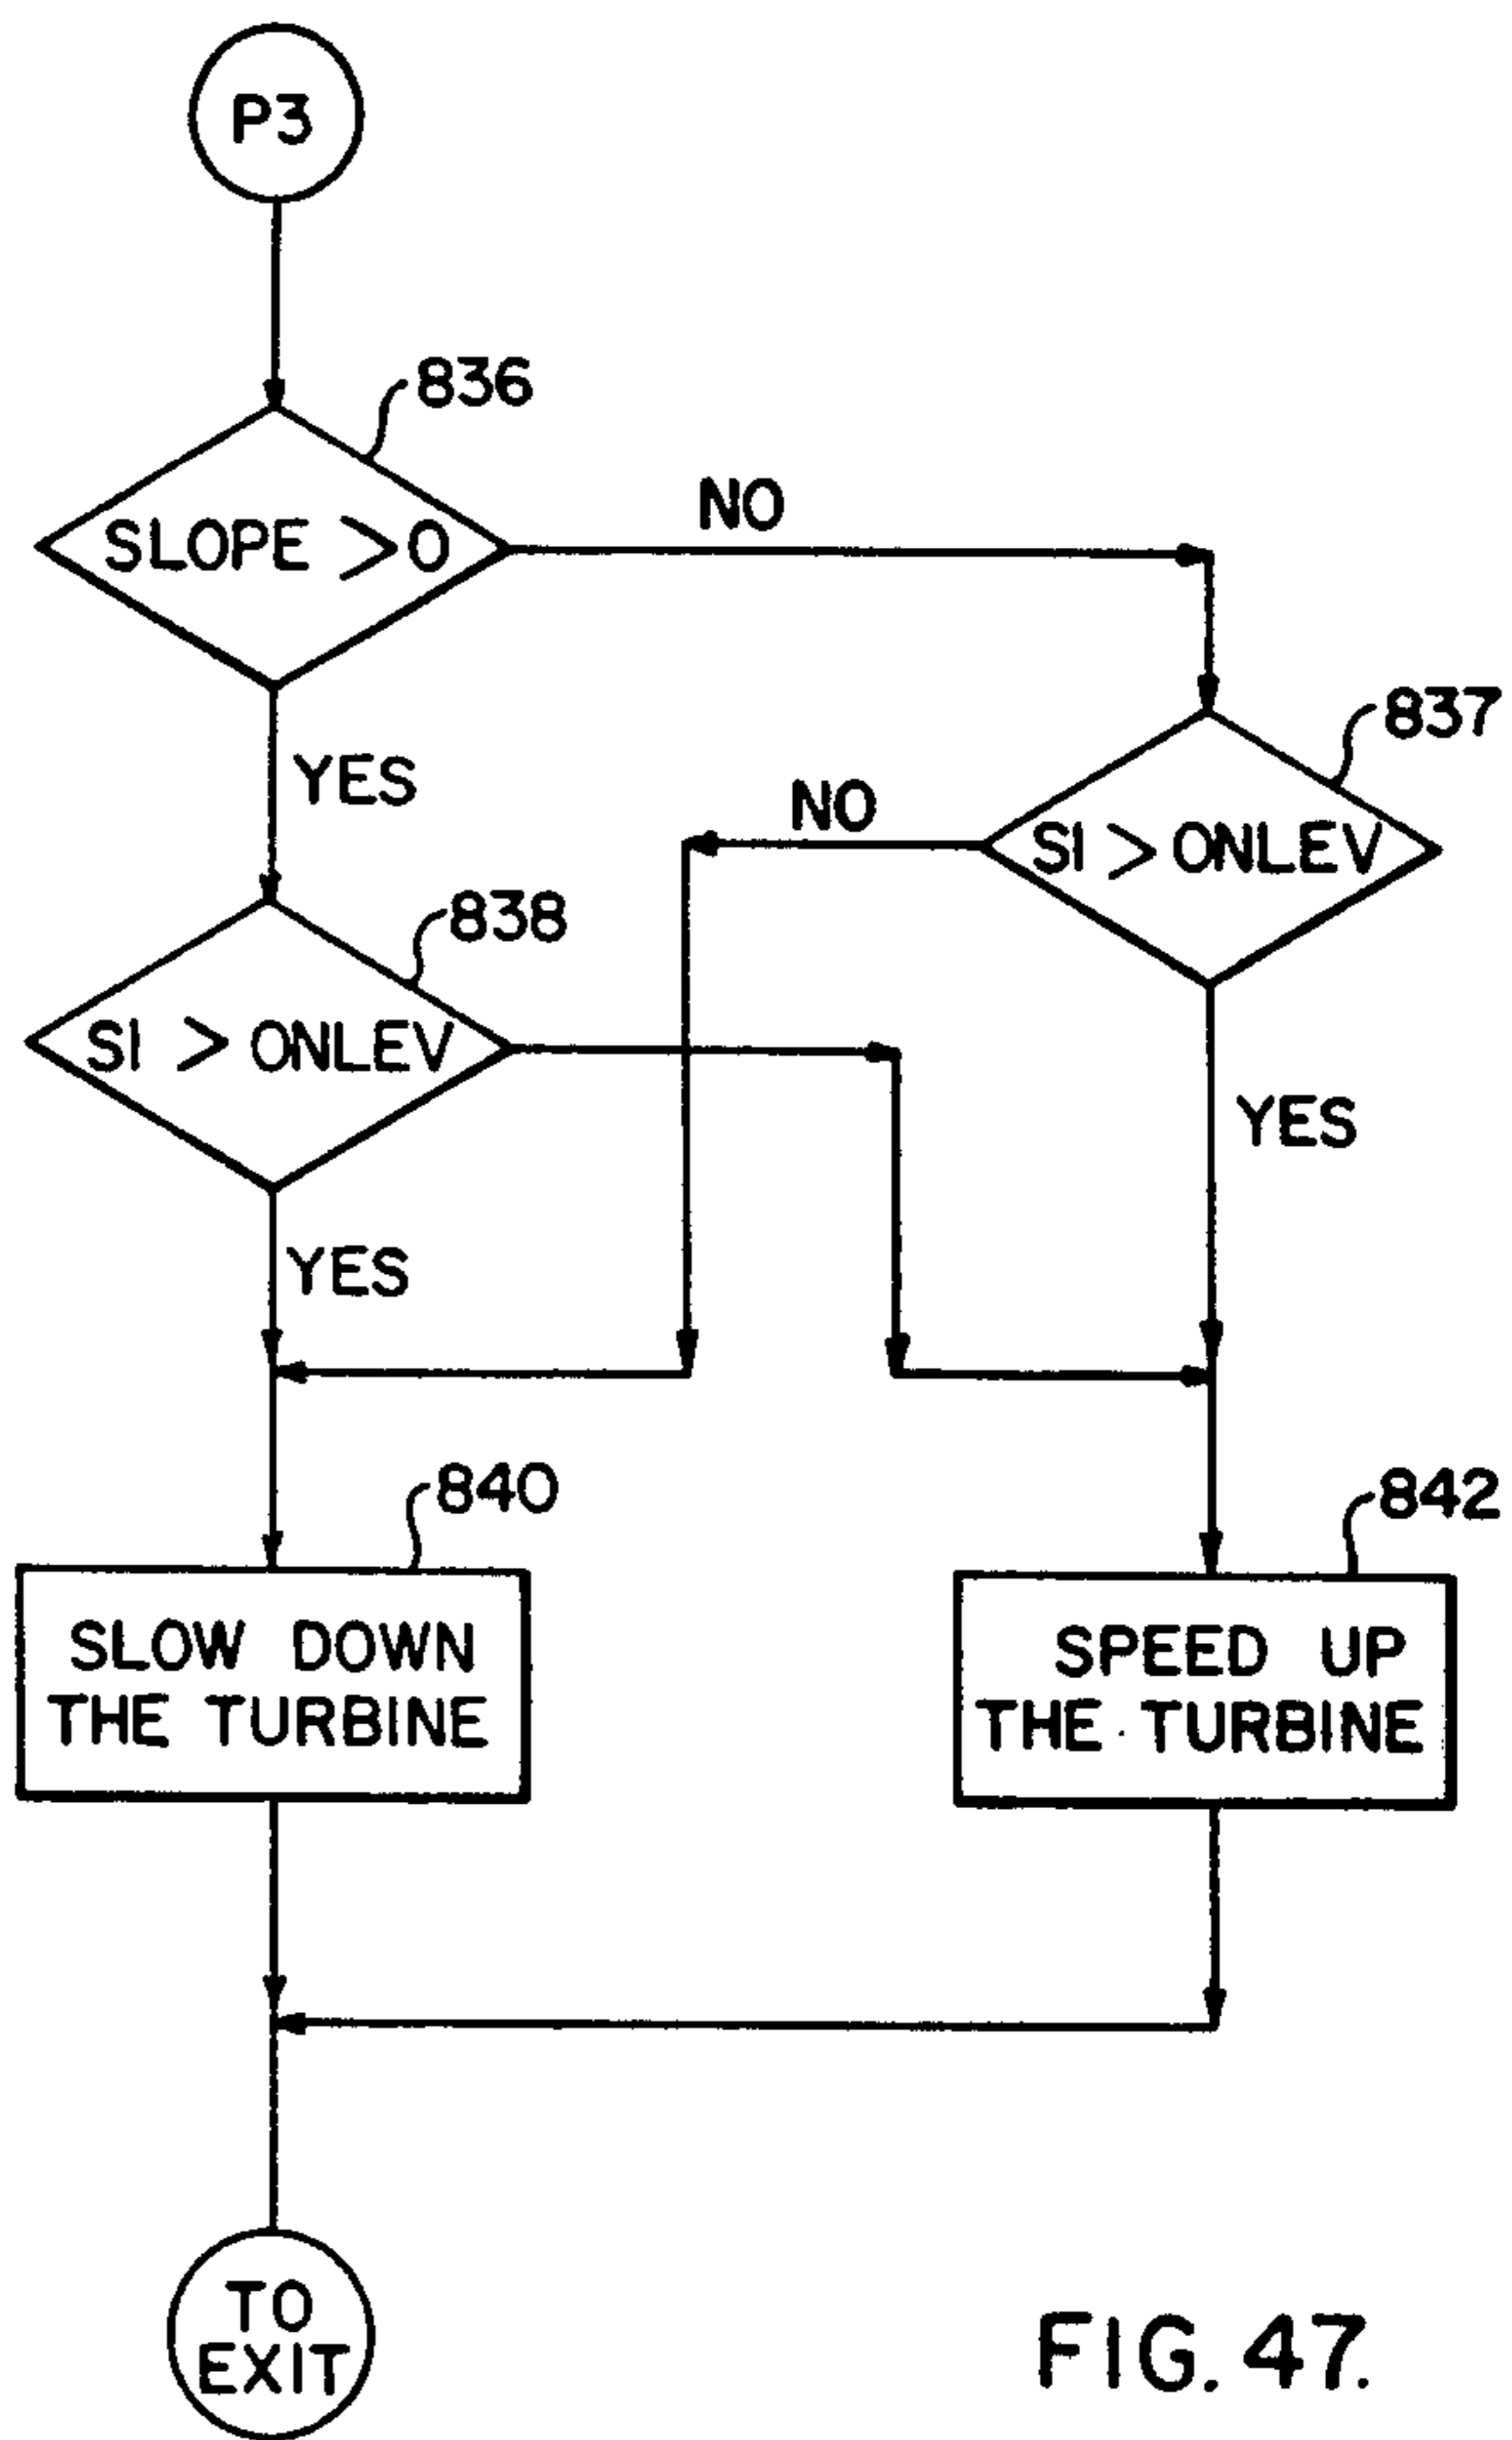 P3
836
SLOPE >0
NO
837
YES
NO
SI > ONLEV
838
SI > ONLEV
YES
YES
840
842
SLOW DOWN
THE TURBINE
SPEED UP
THE TURBINE
TO
EXIT
FIG. 47.